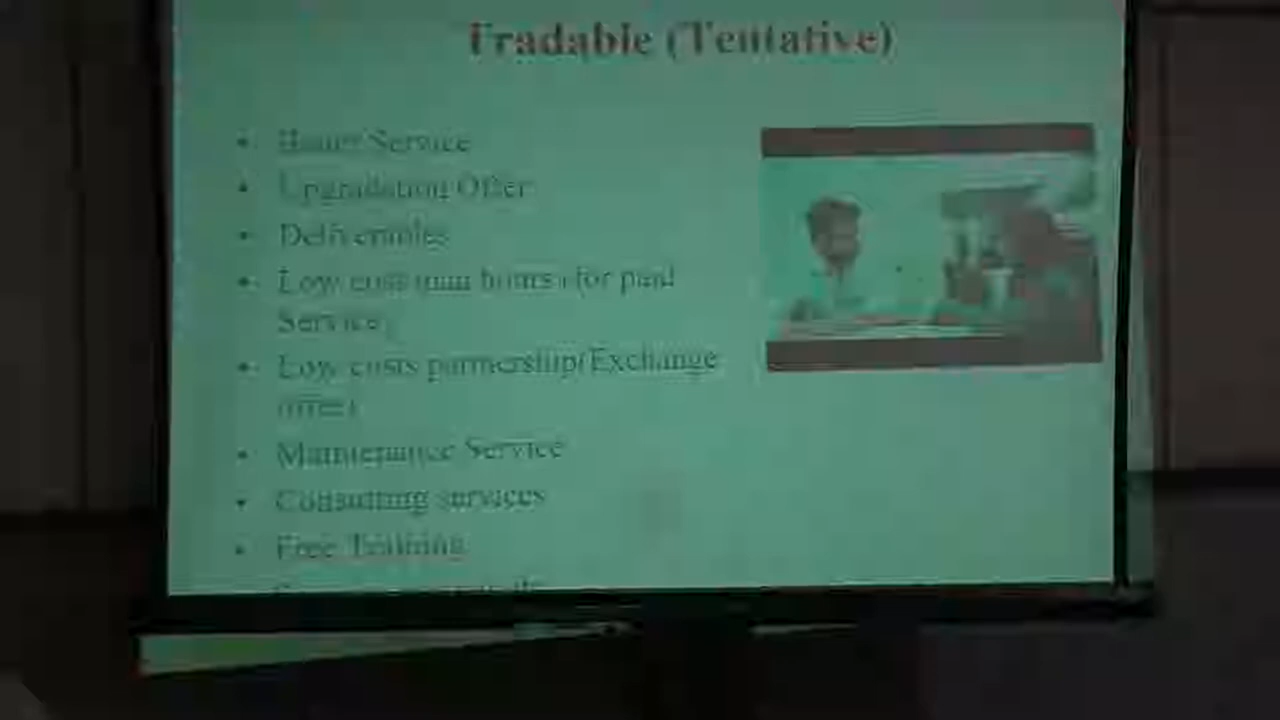 Tradable (Tentative)
• Service
• Upgradation Offer
• Deliverables
• Low cost man hours (for paid
Service)
• Low costs partnership(Exchange
offer)
• Maintenance Service
• Consulting services
• Free Training